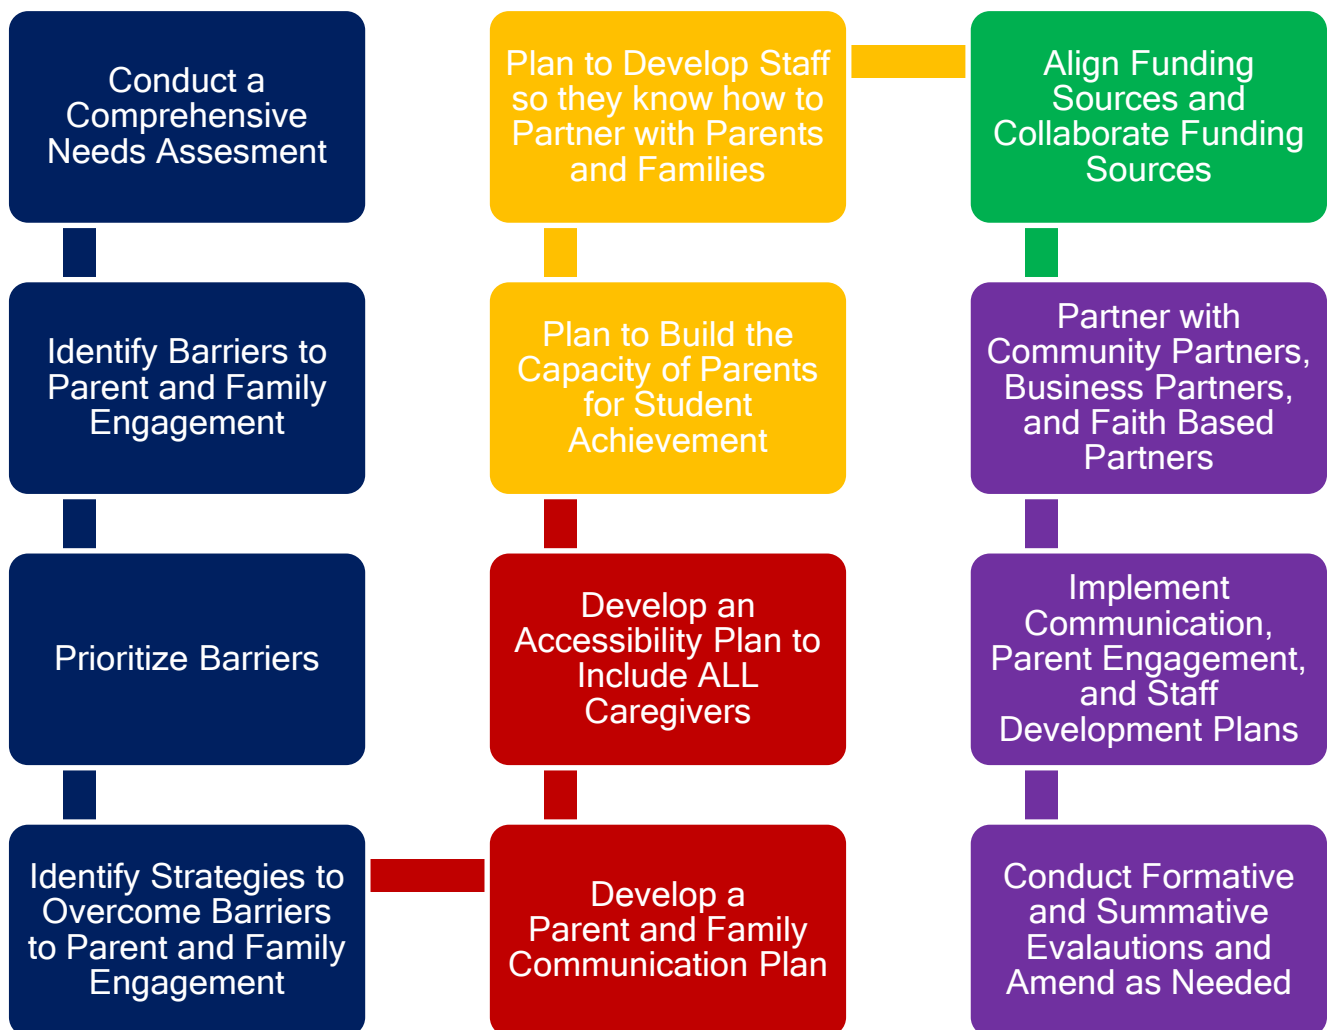 Conduct a
Comprehensive
Needs Assesment
Identify Barriers to
Parent and Family
Engagement
Prioritize Barriers
Identify Strategies to
Overcome Barriers
to Parent and Family
Engagement
Develop a
Parent and Family
Communication Plan
Develop an
Accessibility Plan to
Include ALL
Caregivers
Plan to Build the
Capacity of Parents
for Student
Achievement
Plan to Develop Staff
so they know how to
Partner with Parents
and Families
Align Funding
Sources and
Collaborate Funding
Sources
Partner with
Community Partners,
Business Partners,
and Faith Based
Partners
Implement
Communication,
Parent Engagement,
and Staff
Development Plans
Conduct Formative
and Summative
Evalautions and
Amend as Needed